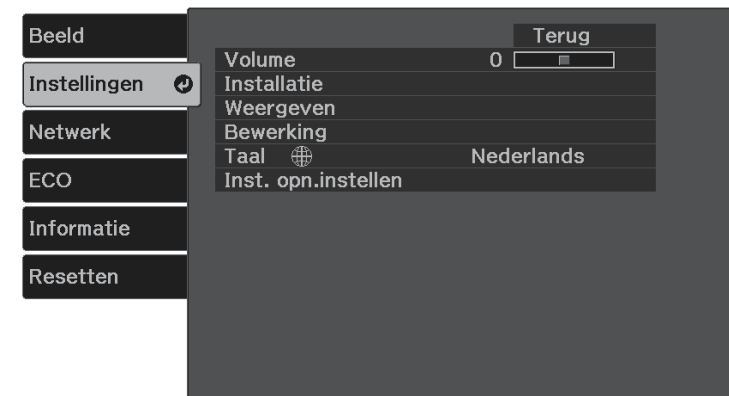 Beeld
Instellingen
Netwerk
ECO
Informatie
Resetten
Terug
Volume 0
Installatie
Weergeven
Bewerking
Taal Nederlands
Inst. opn.instellen